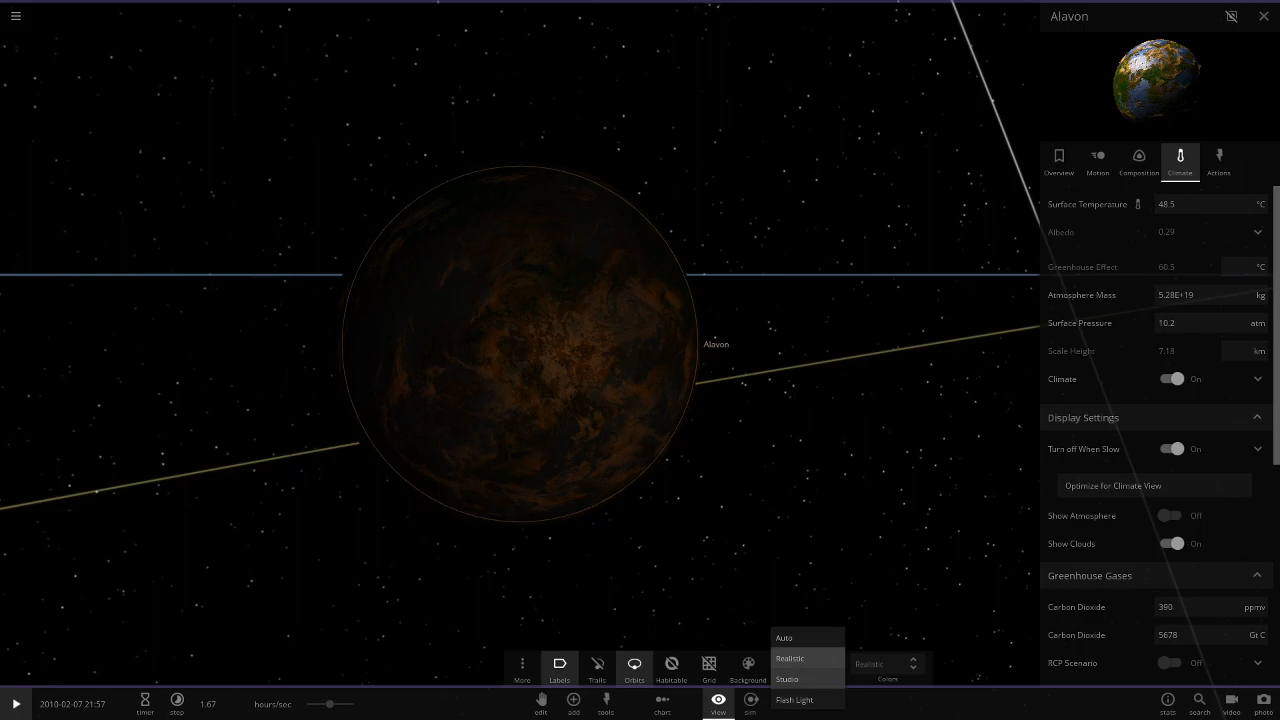 Alavon
Overview Motion Composition Climate Actions
Surface Temperature 48.5 °C
Albedo 0.29
Greenhouse Effect 60.5 °C
Atmosphere Mass 5.28E+19 kg
Surface Pressure 10.2 atm
Alavon
Scale Height 7.18 km
Climate On
Display Settings
Turn off When Slow On
Optimize for Climate View
Show Atmosphere Off
Show Clouds On
Greenhouse Gases
Carbon Dioxide 390 ppmv
Carbon Dioxide 5678 Gt C
RCP Scenario Off
Auto
Realistic
Studio
Flash Light
Realistic
More Labels Trails Orbits Habitable Grid Background Colors
2010-02-07 21:57 timer step 1.67 hours/sec edit add tools chart view sim stats search video photo